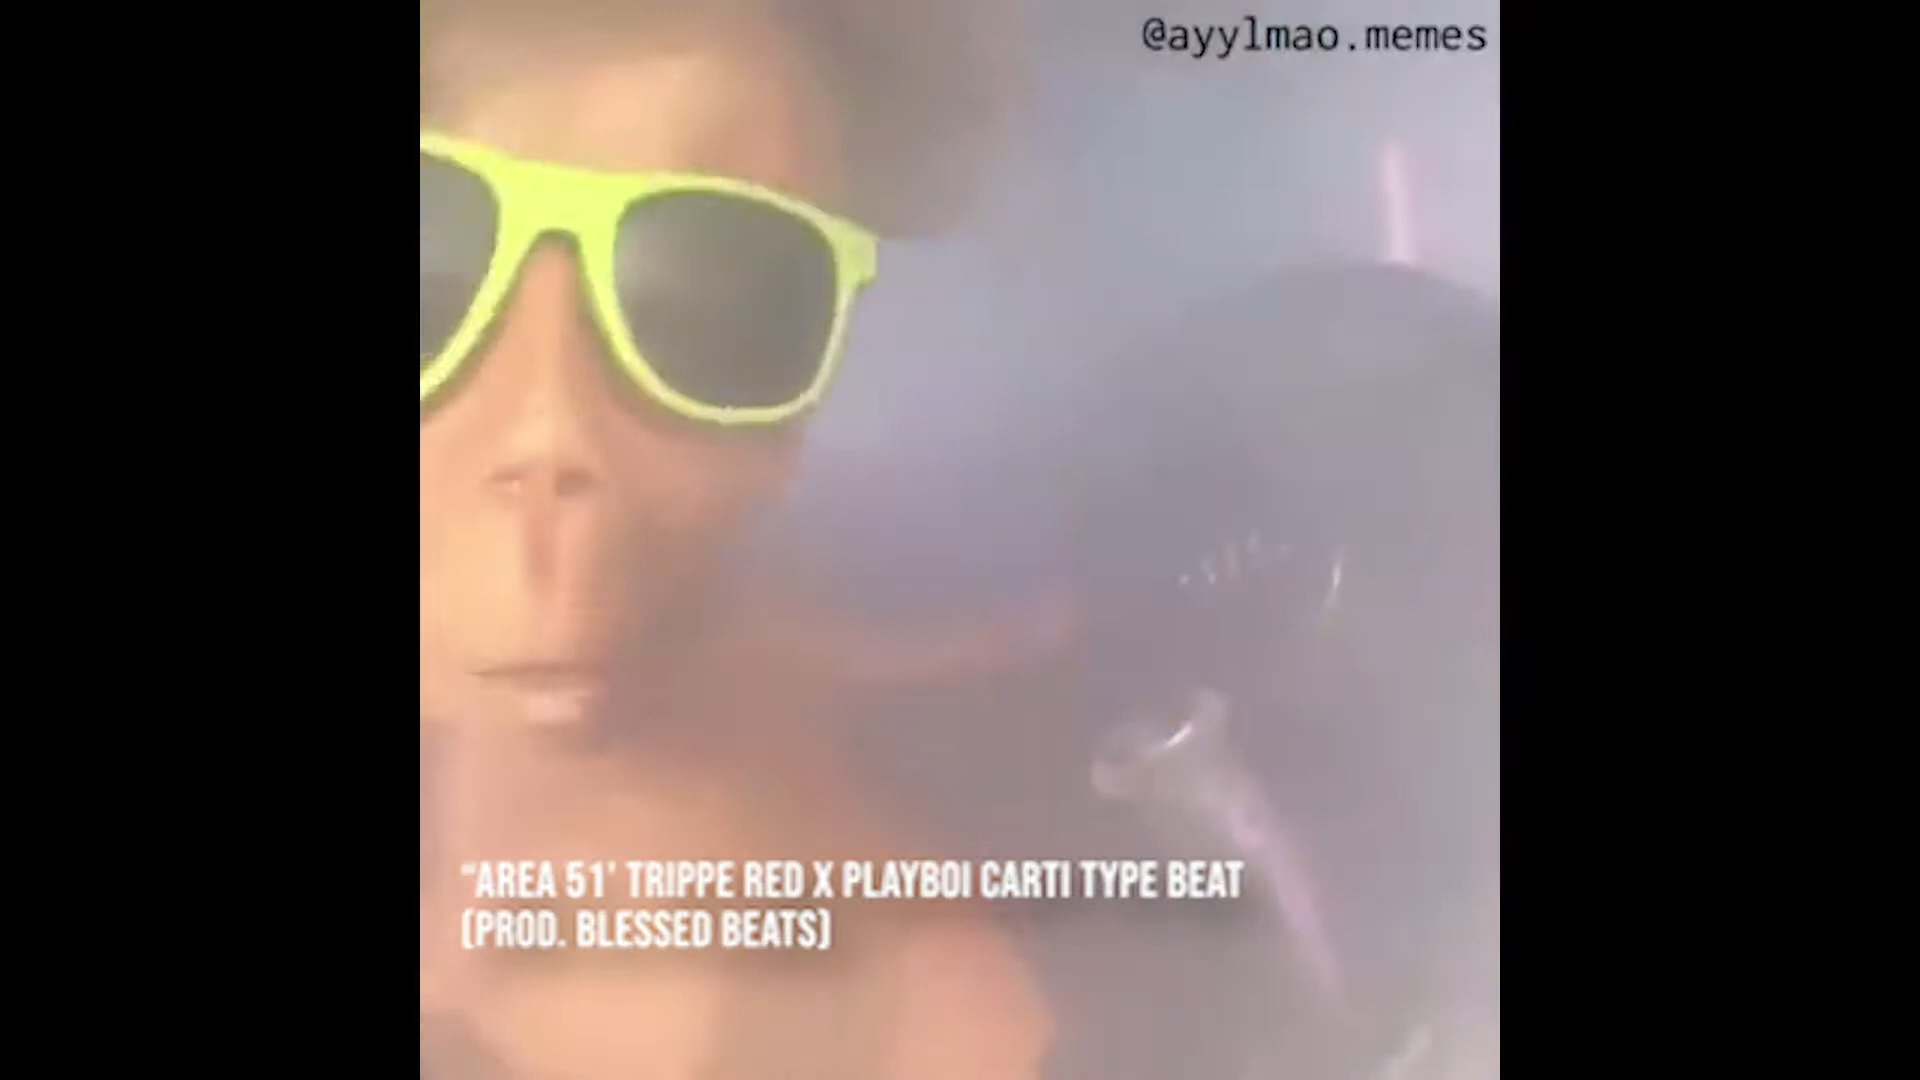 @ayylmao.memes
“AREA 51’ TRIPPE RED X PLAYBOI CARTI TYPE BEAT
(PROD. BLESSED BEATS)